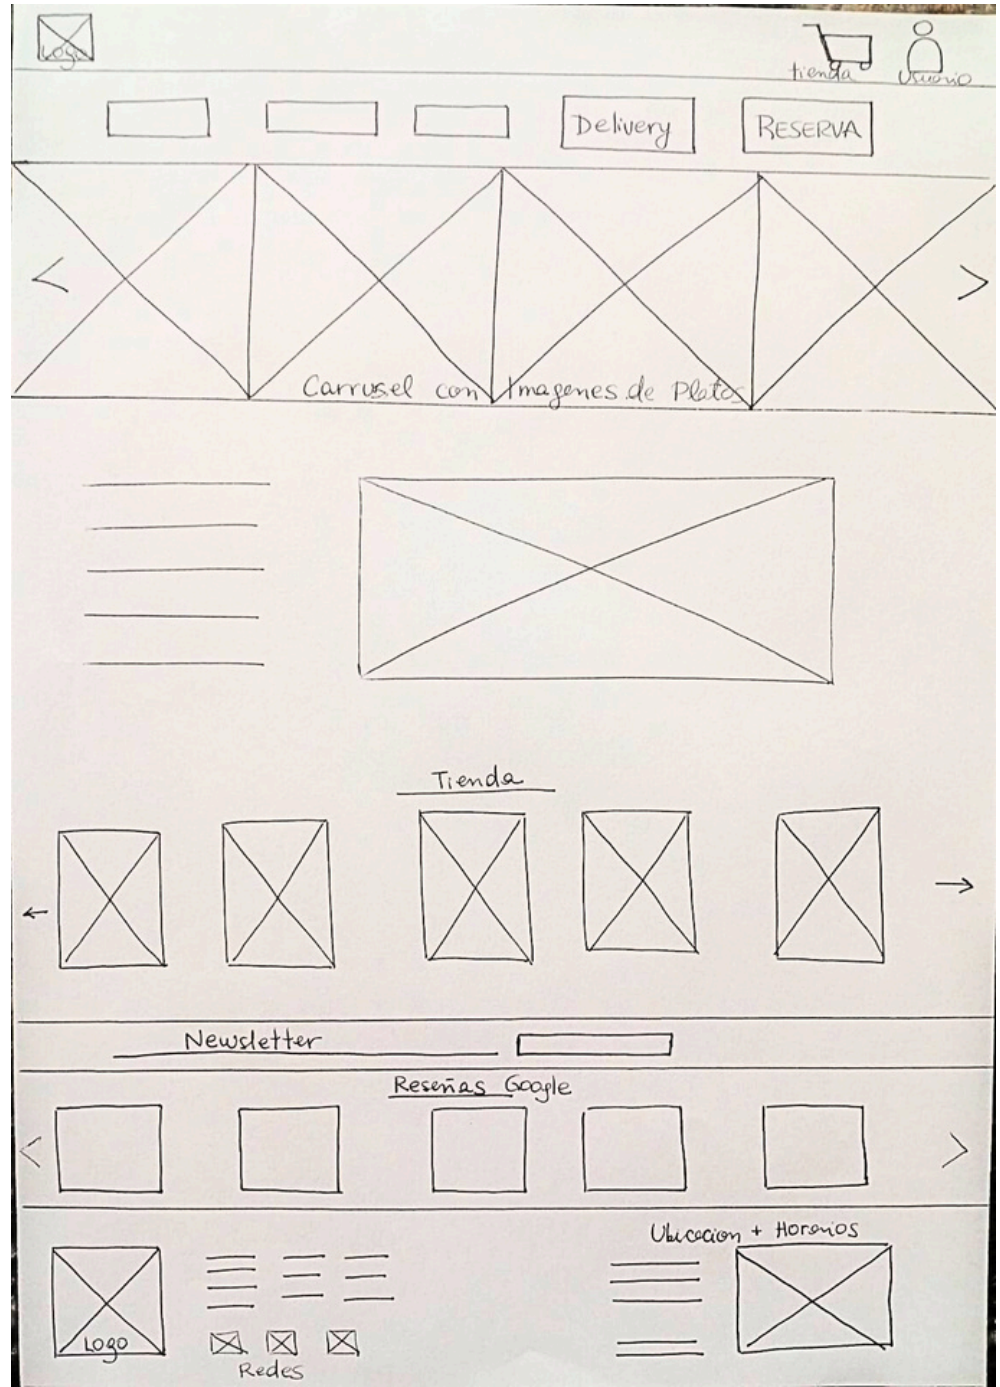 Logo
tienda
Usuario
Delivery
RESERVA
Carrusel con Imagenes de Platos
Tienda
Newsletter
Reseñas Google
Ubicacion + Horarios
Logo
Redes